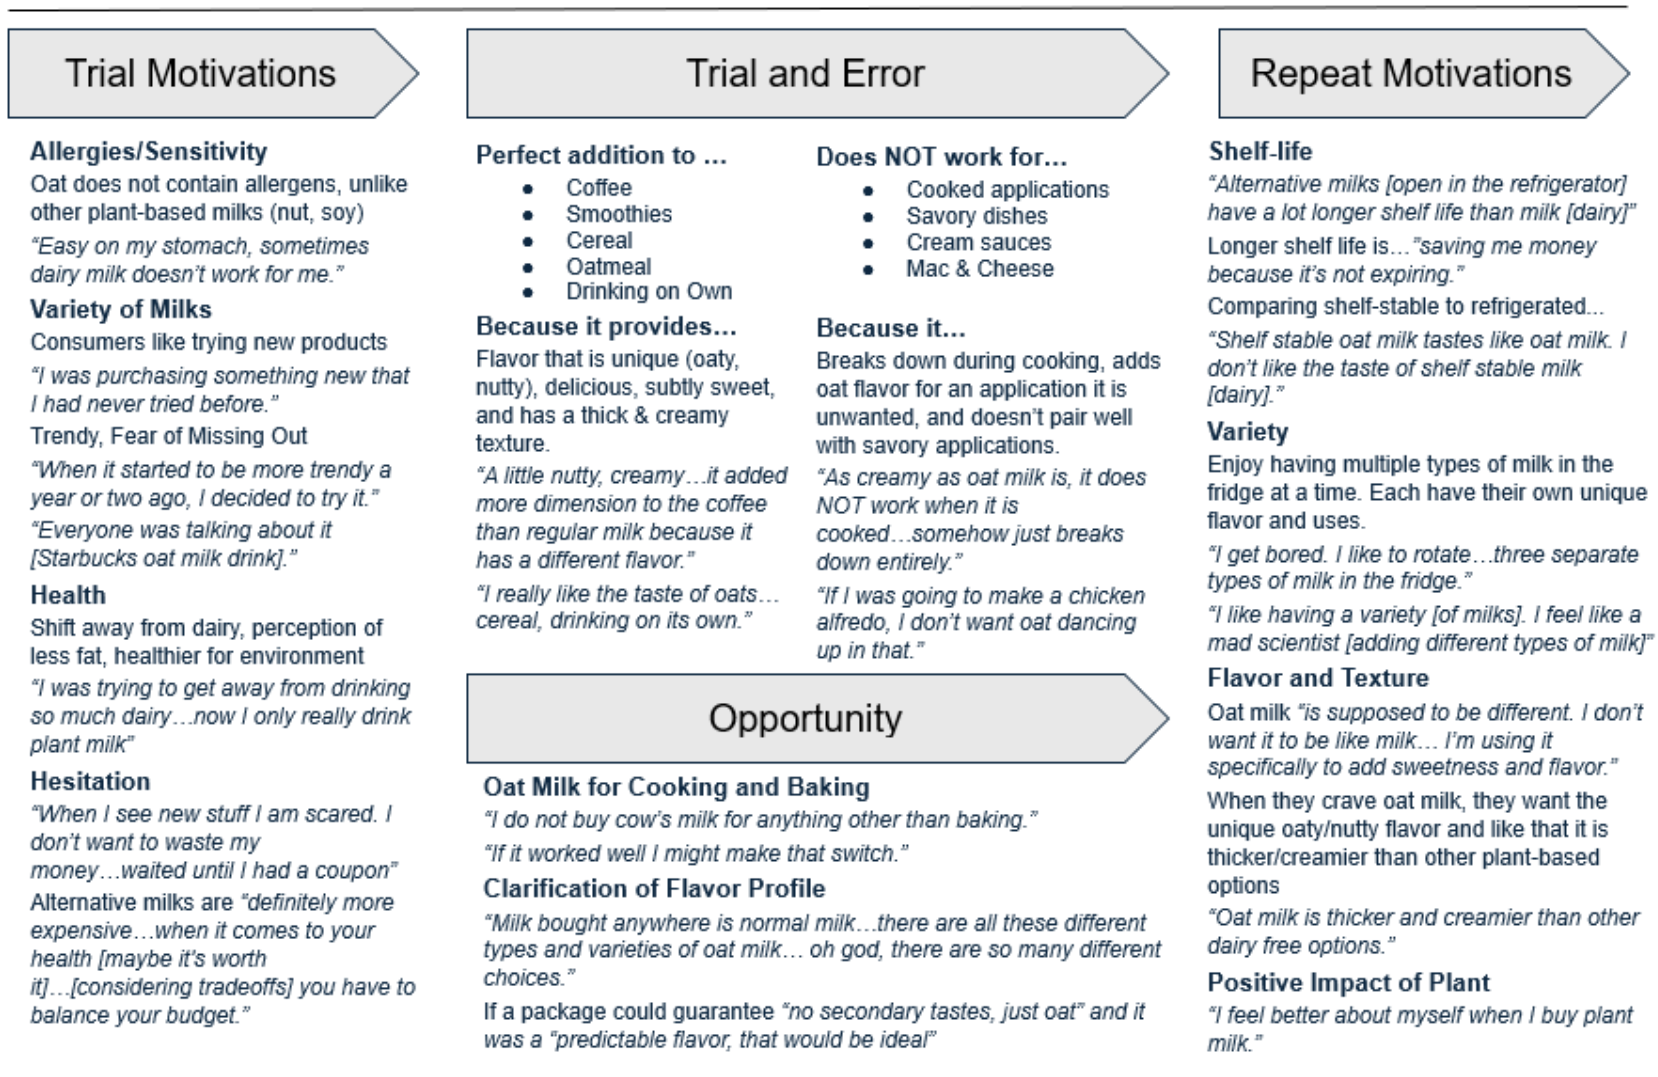 Trial Motivations
Allergies/Sensitivity
Oat does not contain allergens, unlike
other plant-based milks (nut, soy)
“Easy on my stomach, sometimes
dairy milk doesn’t work for me.”
Variety of Milks
Consumers like trying new products
“I was purchasing something new that
I had never tried before.”
Trendy, Fear of Missing Out
“When it started to be more trendy a
year or two ago, I decided to try it.”
“Everyone was talking about it
[Starbucks oat milk drink].”
Health
Shift away from dairy, perception of
less fat, healthier for environment
“I was trying to get away from drinking
so much dairy…now I only really drink
plant milk”
Hesitation
“When I see new stuff I am scared. I
don’t want to waste my
money…waited until I had a coupon”
Alternative milks are “definitely more
expensive…when it comes to your
health [maybe it’s worth
it]…[considering tradeoffs] you have to
balance your budget.”
Trial and Error
Perfect addition to …
● Coffee
● Smoothies
● Cereal
● Oatmeal
● Drinking on Own
Because it provides…
Flavor that is unique (oaty,
nutty), delicious, subtly sweet,
and has a thick & creamy
texture.
“A little nutty, creamy…it added
more dimension to the coffee
than regular milk because it
has a different flavor.”
“I really like the taste of oats…
cereal, drinking on its own.”
Does NOT work for…
● Cooked applications
● Savory dishes
● Cream sauces
● Mac & Cheese
Because it…
Breaks down during cooking, adds
oat flavor for an application it is
unwanted, and doesn’t pair well
with savory applications.
“As creamy as oat milk is, it does
NOT work when it is
cooked…somehow just breaks
down entirely.”
“If I was going to make a chicken
alfredo, I don’t want oat dancing
up in that.”
Opportunity
Oat Milk for Cooking and Baking
“I do not buy cow’s milk for anything other than baking.”
“If it worked well I might make that switch.”
Clarification of Flavor Profile
“Milk bought anywhere is normal milk…there are all these different
types and varieties of oat milk… oh god, there are so many different
choices.”
If a package could guarantee “no secondary tastes, just oat” and it
was a “predictable flavor, that would be ideal”
Repeat Motivations
Shelf-life
“Alternative milks [open in the refrigerator]
have a lot longer shelf life than milk [dairy]”
Longer shelf life is…”saving me money
because it’s not expiring.”
Comparing shelf-stable to refrigerated...
“Shelf stable oat milk tastes like oat milk. I
don’t like the taste of shelf stable milk
[dairy].”
Variety
Enjoy having multiple types of milk in the
fridge at a time. Each have their own unique
flavor and uses.
“I get bored. I like to rotate…three separate
types of milk in the fridge.”
“I like having a variety [of milks]. I feel like a
mad scientist [adding different types of milk]”
Flavor and Texture
Oat milk “is supposed to be different. I don’t
want it to be like milk… I’m using it
specifically to add sweetness and flavor.”
When they crave oat milk, they want the
unique oaty/nutty flavor and like that it is
thicker/creamier than other plant-based
options
“Oat milk is thicker and creamier than other
dairy free options.”
Positive Impact of Plant
“I feel better about myself when I buy plant
milk.”